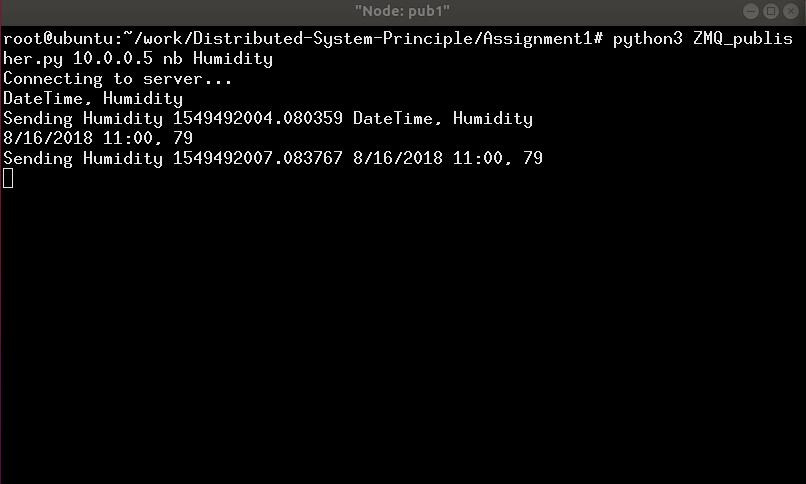 "Node: pub1"
root@ubuntu:~/work/Distributed-System-Principle/Assignment1# python3 ZMQ_publis
her.py 10.0.0.5 nb Humidity
Connecting to server...
DateTime, Humidity
Sending Humidity 1549492004.080359 DateTime, Humidity
8/16/2018 11:00, 79
Sending Humidity 1549492007.083767 8/16/2018 11:00, 79